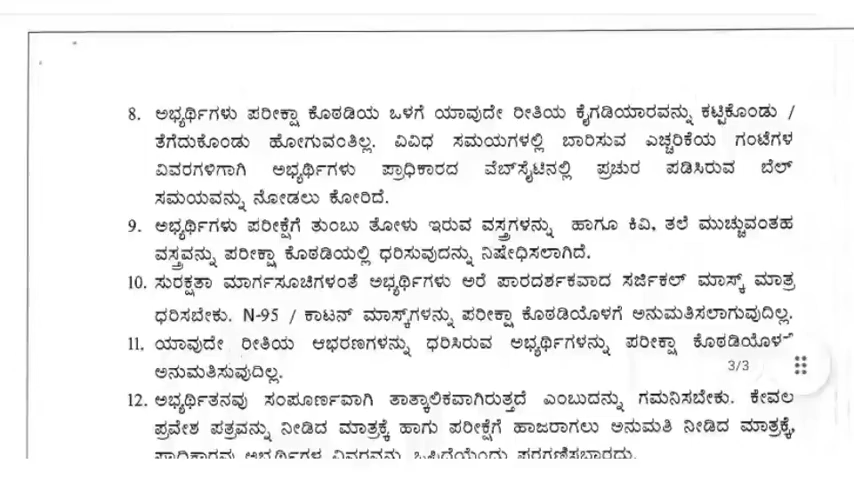 8. ಅಭ್ಯರ್ಥಿಗಳು ಪರೀಕ್ಷಾ ಕೊಠಡಿಯ ಒಳಗೆ ಯಾವುದೇ ರೀತಿಯ ಕೈಗಡಿಯಾರವನ್ನು ಕಟ್ಟಿಕೊಂಡು /
ತೆಗೆದುಕೊಂಡು ಹೋಗುವಂತಿಲ್ಲ. ವಿವಿಧ ಸಮಯಗಳಲ್ಲಿ ಬಾರಿಸುವ ಎಚ್ಚರಿಕೆಯ ಗಂಟೆಗಳ
ವಿವರಗಳಿಗಾಗಿ ಅಭ್ಯರ್ಥಿಗಳು ಪ್ರಾಧಿಕಾರದ ವೆಬ್‌ಸೈಟಿನಲ್ಲಿ ಪ್ರಚುರ ಪಡಿಸಿರುವ ಬೆಲ್
ಸಮಯವನ್ನು ನೋಡಲು ಕೋರಿದೆ.
9. ಅಭ್ಯರ್ಥಿಗಳು ಪರೀಕ್ಷೆಗೆ ತುಂಬು ತೋಳು ಇರುವ ವಸ್ತ್ರಗಳನ್ನು ಹಾಗೂ ಕಿವಿ, ತಲೆ ಮುಚ್ಚುವಂತಹ
ವಸ್ತ್ರವನ್ನು ಪರೀಕ್ಷಾ ಕೊಠಡಿಯಲ್ಲಿ ಧರಿಸುವುದನ್ನು ನಿಷೇಧಿಸಲಾಗಿದೆ.
10. ಸುರಕ್ಷತಾ ಮಾರ್ಗಸೂಚಿಗಳಂತೆ ಅಭ್ಯರ್ಥಿಗಳು ಅರೆ ಪಾರದರ್ಶಕವಾದ ಸರ್ಜಿಕಲ್ ಮಾಸ್ಕ್ ಮಾತ್ರ
ಧರಿಸಬೇಕು. N-95 / ಕಾಟನ್ ಮಾಸ್ಕ್‌ಗಳನ್ನು ಪರೀಕ್ಷಾ ಕೊಠಡಿಯೊಳಗೆ ಅನುಮತಿಸಲಾಗುವುದಿಲ್ಲ.
11. ಯಾವುದೇ ರೀತಿಯ ಆಭರಣಗಳನ್ನು ಧರಿಸಿರುವ ಅಭ್ಯರ್ಥಿಗಳನ್ನು ಪರೀಕ್ಷಾ
3/3
ಅನುಮತಿಸುವುದಿಲ್ಲ.
12. ಅಭ್ಯರ್ಥಿತನವು ಸಂಪೂರ್ಣವಾಗಿ ತಾತ್ಕಾಲಿಕವಾಗಿರುತ್ತದೆ ಎಂಬುದನ್ನು ಗಮನಿಸಬೇಕು. ಕೇವಲ
ಪ್ರವೇಶ ಪತ್ರವನ್ನು ನೀಡಿದ ಮಾತ್ರಕ್ಕೆ ಹಾಗು ಪರೀಕ್ಷೆಗೆ ಹಾಜರಾಗಲು ಅನುಮತಿ ನೀಡಿದ ಮಾತ್ರಕ್ಕೆ,